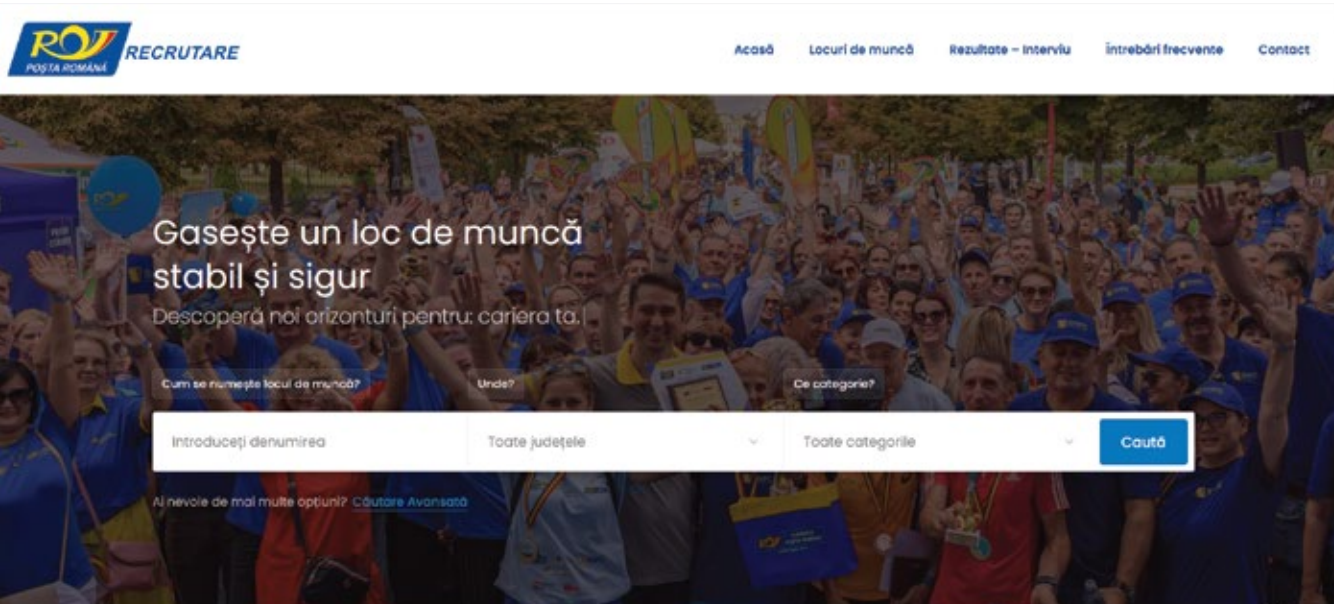 POȘTA ROMÂNĂ
RECRUTARE
Acasă
Locuri de muncă
Rezultate – Interviu
Întrebări frecvente
Contact
Gasește un loc de muncă
stabil și sigur
Descoperă noi orizonturi pentru: cariera ta.
Cum se numește locul de muncă?
Unde?
Ce categorie?
Introduceți denumirea
Toate județele
Toate categoriile
Caută
Ai nevoie de mai multe opțiuni? Căutare Avansată